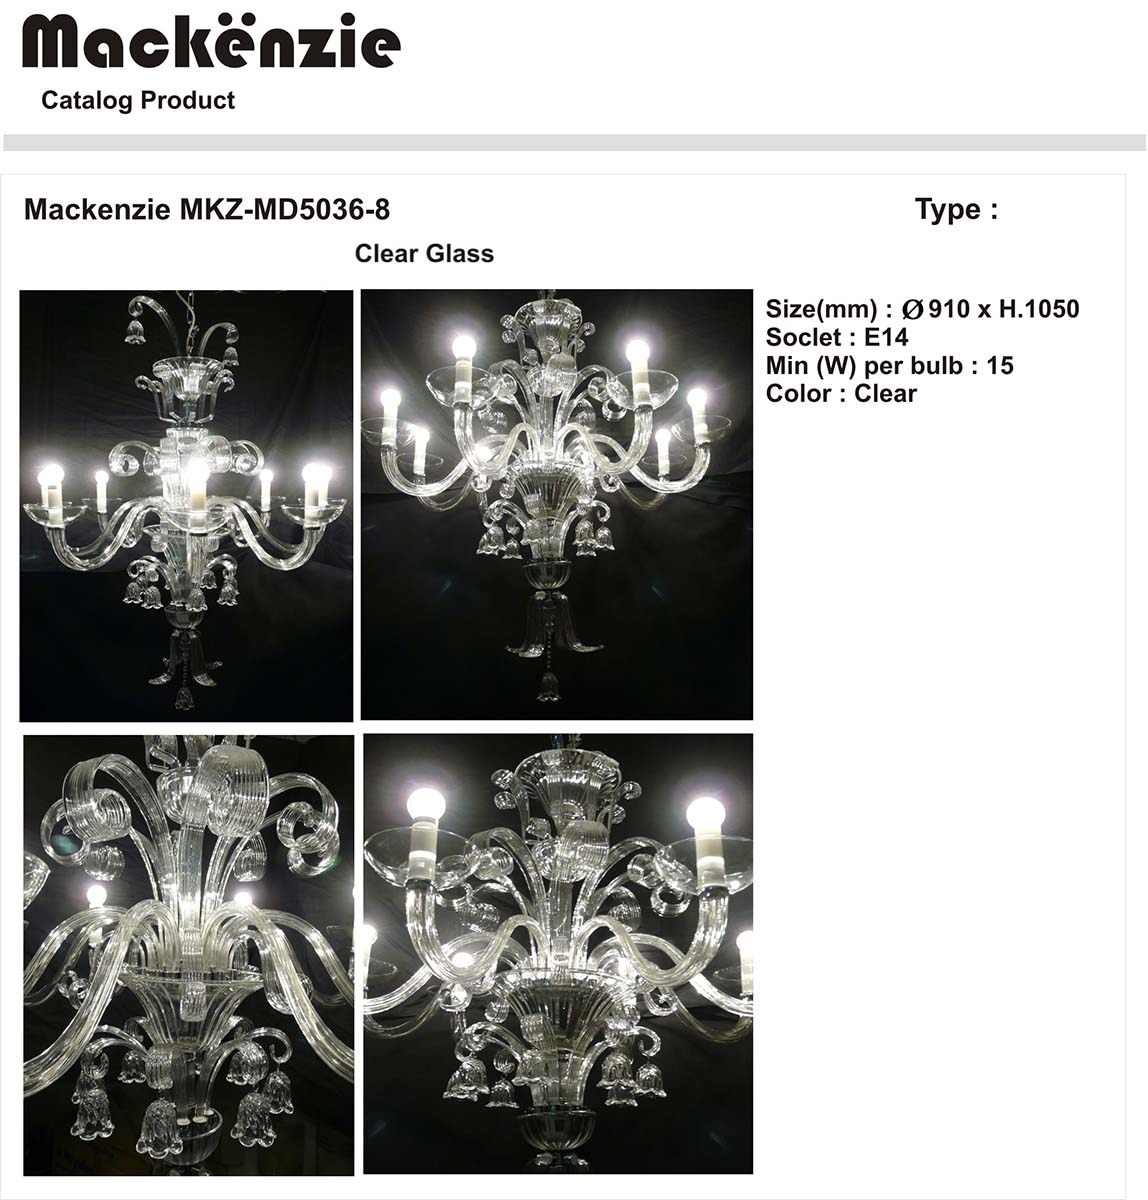 Mackënzie
Catalog Product
Mackenzie MKZ-MD5036-8
Type :
Clear Glass
Size(mm) : Ø 910 x H.1050
Soclet : E14
Min (W) per bulb : 15
Color : Clear